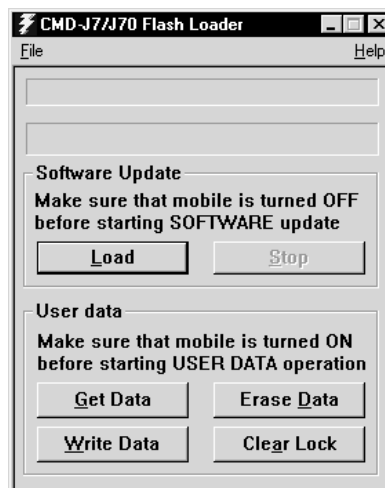 CMD-J7/J70 Flash Loader
File Help
Software Update
Make sure that mobile is turned OFF
before starting SOFTWARE update
Load Stop
User data
Make sure that mobile is turned ON
before starting USER DATA operation
Get Data Erase Data
Write Data Clear Lock